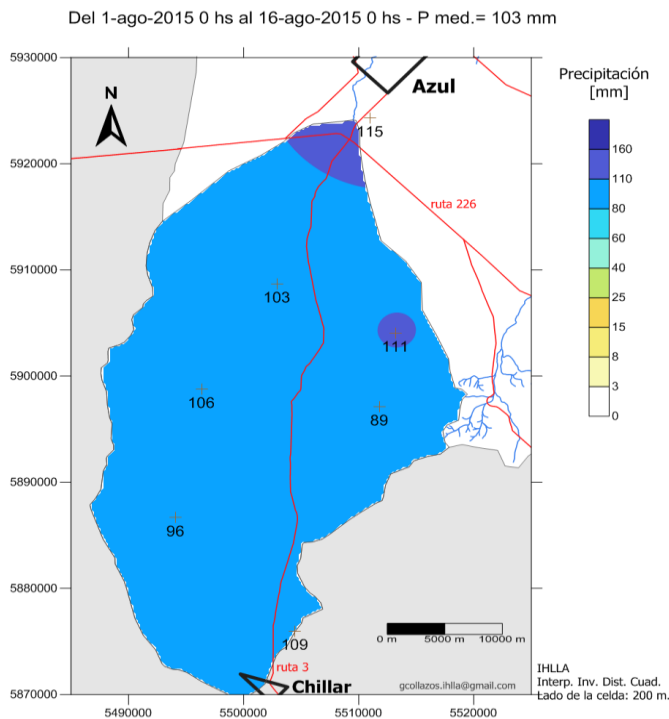 Del 1-ago-2015 0 hs al 16-ago-2015 0 hs - P med.= 103 mm
5930000
5920000
5910000
5900000
5890000
5880000
5870000
5490000
5500000
5510000
5520000
N
Azul
115
ruta 226
103
111
106
89
96
109
ruta 3
Chillar
0 m
5000 m
10000 m
gcollazos.ihlla@gmail.com
Precipitación
[mm]
160
110
80
60
40
25
15
8
3
0
IHLLA
Interp. Inv. Dist. Cuad.
Lado de la celda: 200 m.